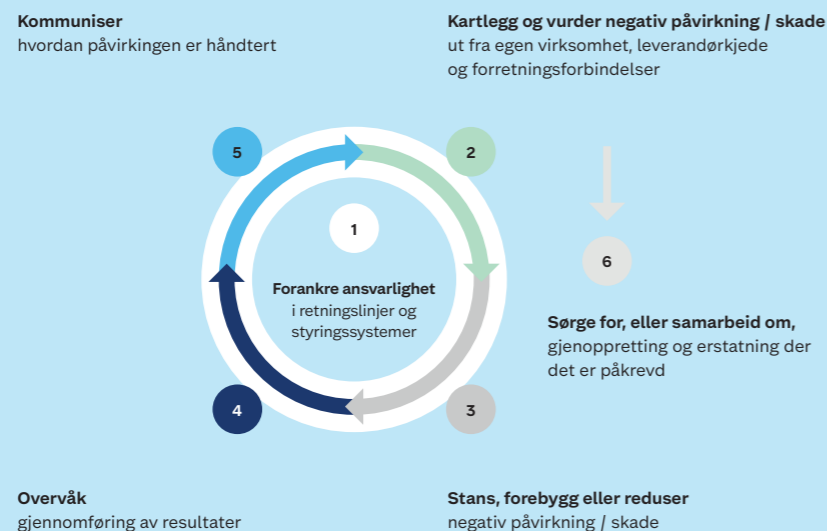 Kommuniser
hvordan påvirkingen er håndtert
Kartlegg og vurder negativ påvirkning / skade
ut fra egen virksomhet, leverandørkjede
og forretningsforbindelser
5
2
1
Forankre ansvarlighet
i retningslinjer og
styringssystemer
6
Sørge for, eller samarbeid om,
gjenoppretting og erstatning der
det er påkrevd
4
3
Overvåk
gjennomføring av resultater
Stans, forebygg eller reduser
negativ påvirkning / skade